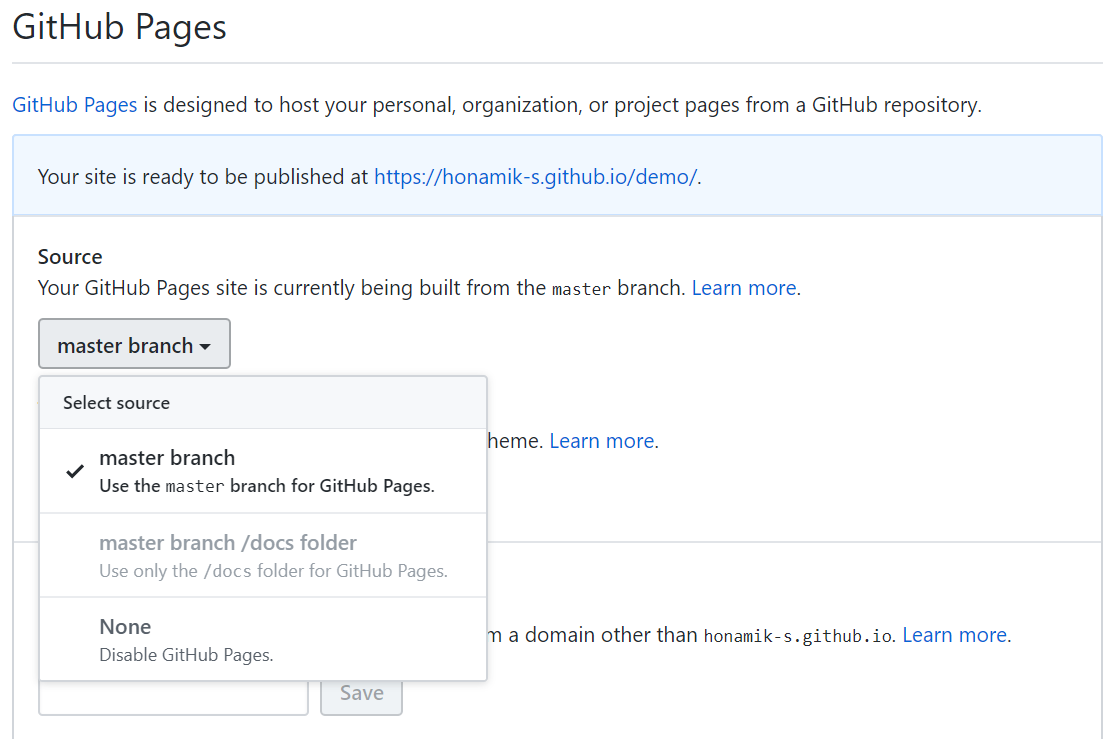 GitHub Pages
GitHub Pages is designed to host your personal, organization, or project pages from a GitHub repository.
Your site is ready to be published at https://honamik-s.github.io/demo/.
Source
Your GitHub Pages site is currently being built from the master branch. Learn more.
master branch
Select source
heme. Learn more.
master branch
Use the master branch for GitHub Pages.
master branch /docs folder
Use only the /docs folder for GitHub Pages.
None
m a domain other than honamik-s.github.io. Learn more.
Disable GitHub Pages.
Save